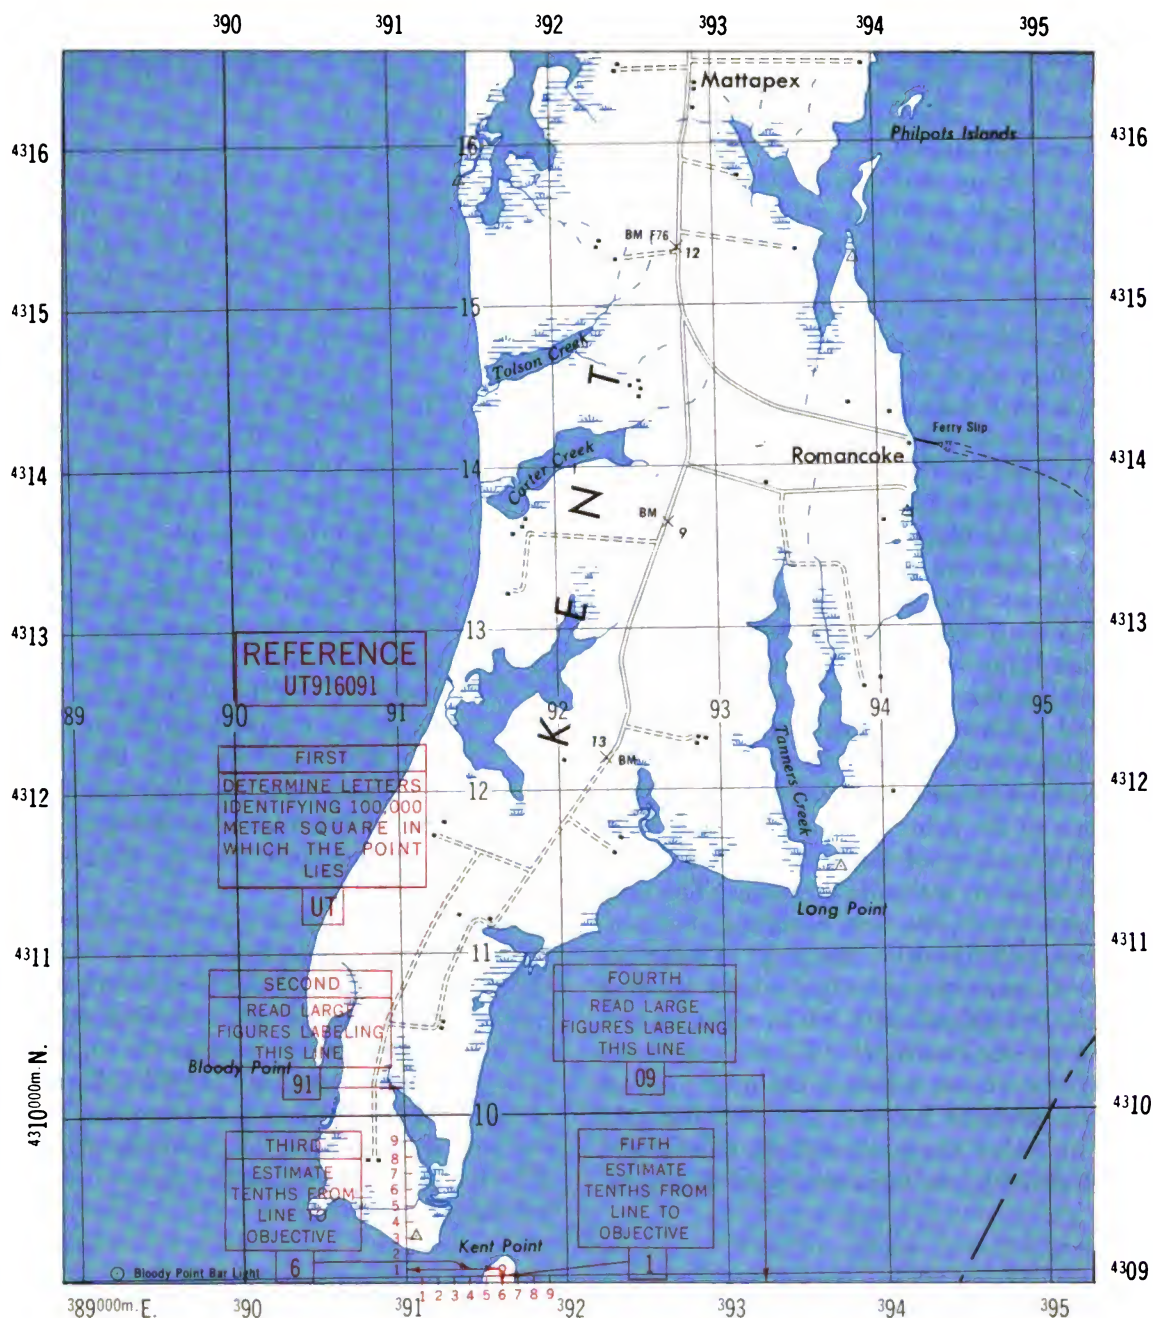 390 391 392 393 394 395
Mattapex
Philpots Islands
4316 16 4316
BM F76
12
4315 15 4315
Tolson Creek
T
Ferry Slip
Romancoke
4314 14 4314
Carter Creek
N
BM
9
E
4313 13 4313
REFERENCE
UT916091
89 90 91 92 93 94 95
K
13
BM
Tanners Creek
FIRST
DETERMINE LETTERS
IDENTIFYING 100,000
METER SQUARE IN
WHICH THE POINT
LIES
4312 12 4312
UT
Long Point
4311 11 4311
SECOND
READ LARGE
FIGURES LABELING
THIS LINE
91
Bloody Point
FOURTH
READ LARGE
FIGURES LABELING
THIS LINE
09
4310000m. N. 10 4310
THIRD
ESTIMATE
TENTHS FROM
LINE TO
OBJECTIVE
6
9
8
7
6
5
4
3
2
1
FIFTH
ESTIMATE
TENTHS FROM
LINE TO
OBJECTIVE
1
Kent Point
Bloody Point Bar Light
4309
1 2 3 4 5 6 7 8 9
389000m. E. 390 391 392 393 394 395